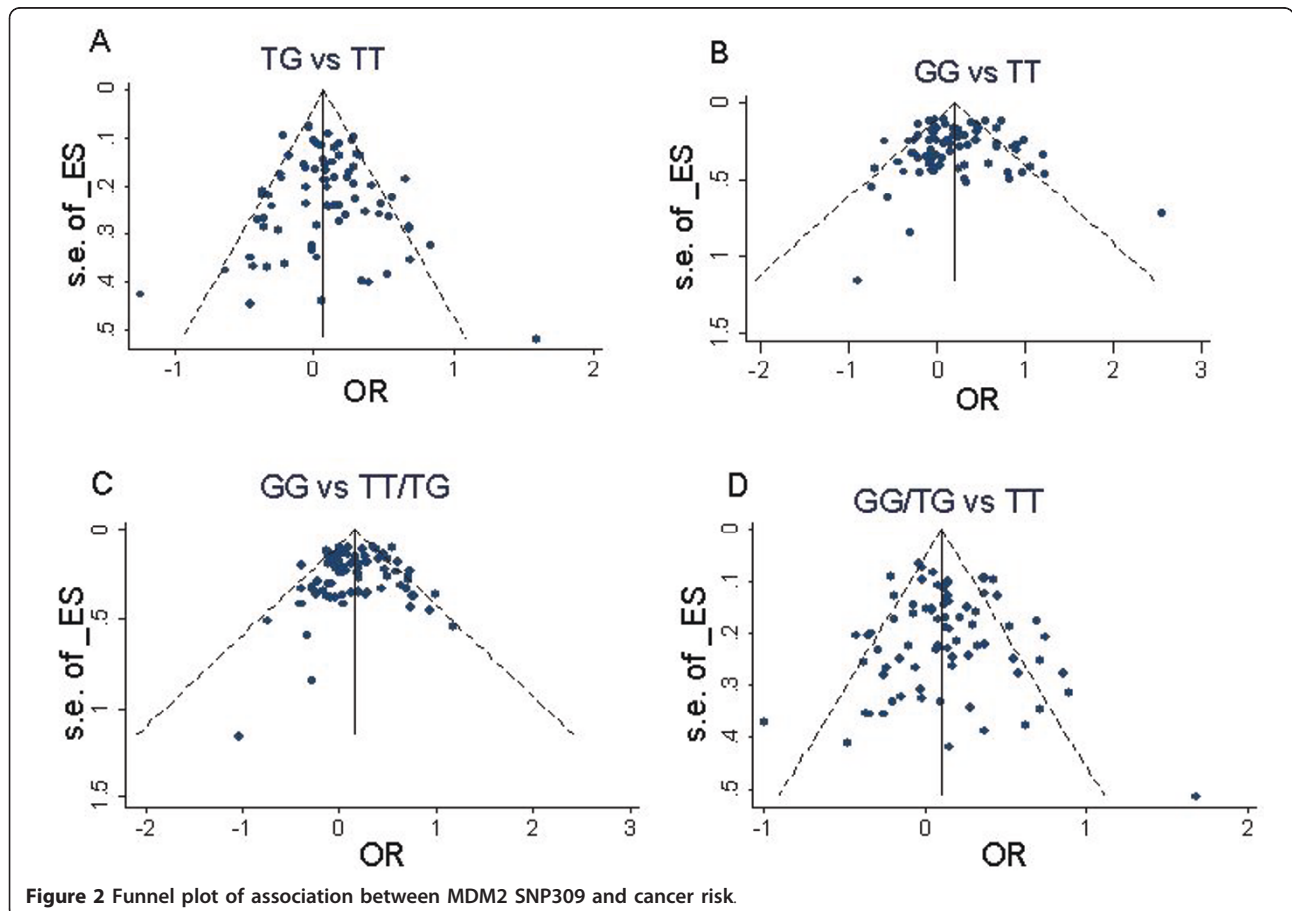 A
TG vs TT
s.e. of _ES
0
.1
.2
.3
.4
.5
-1 0 1 2
OR
B
GG vs TT
s.e. of _ES
0
.5
1
1.5
-2 -1 0 1 2 3
OR
C
GG vs TT/TG
s.e. of _ES
0
.5
1
1.5
-2 -1 0 1 2 3
OR
D
GG/TG vs TT
s.e. of _ES
0
.1
.2
.3
.4
.5
-1 0 1 2
OR
Figure 2 Funnel plot of association between MDM2 SNP309 and cancer risk.